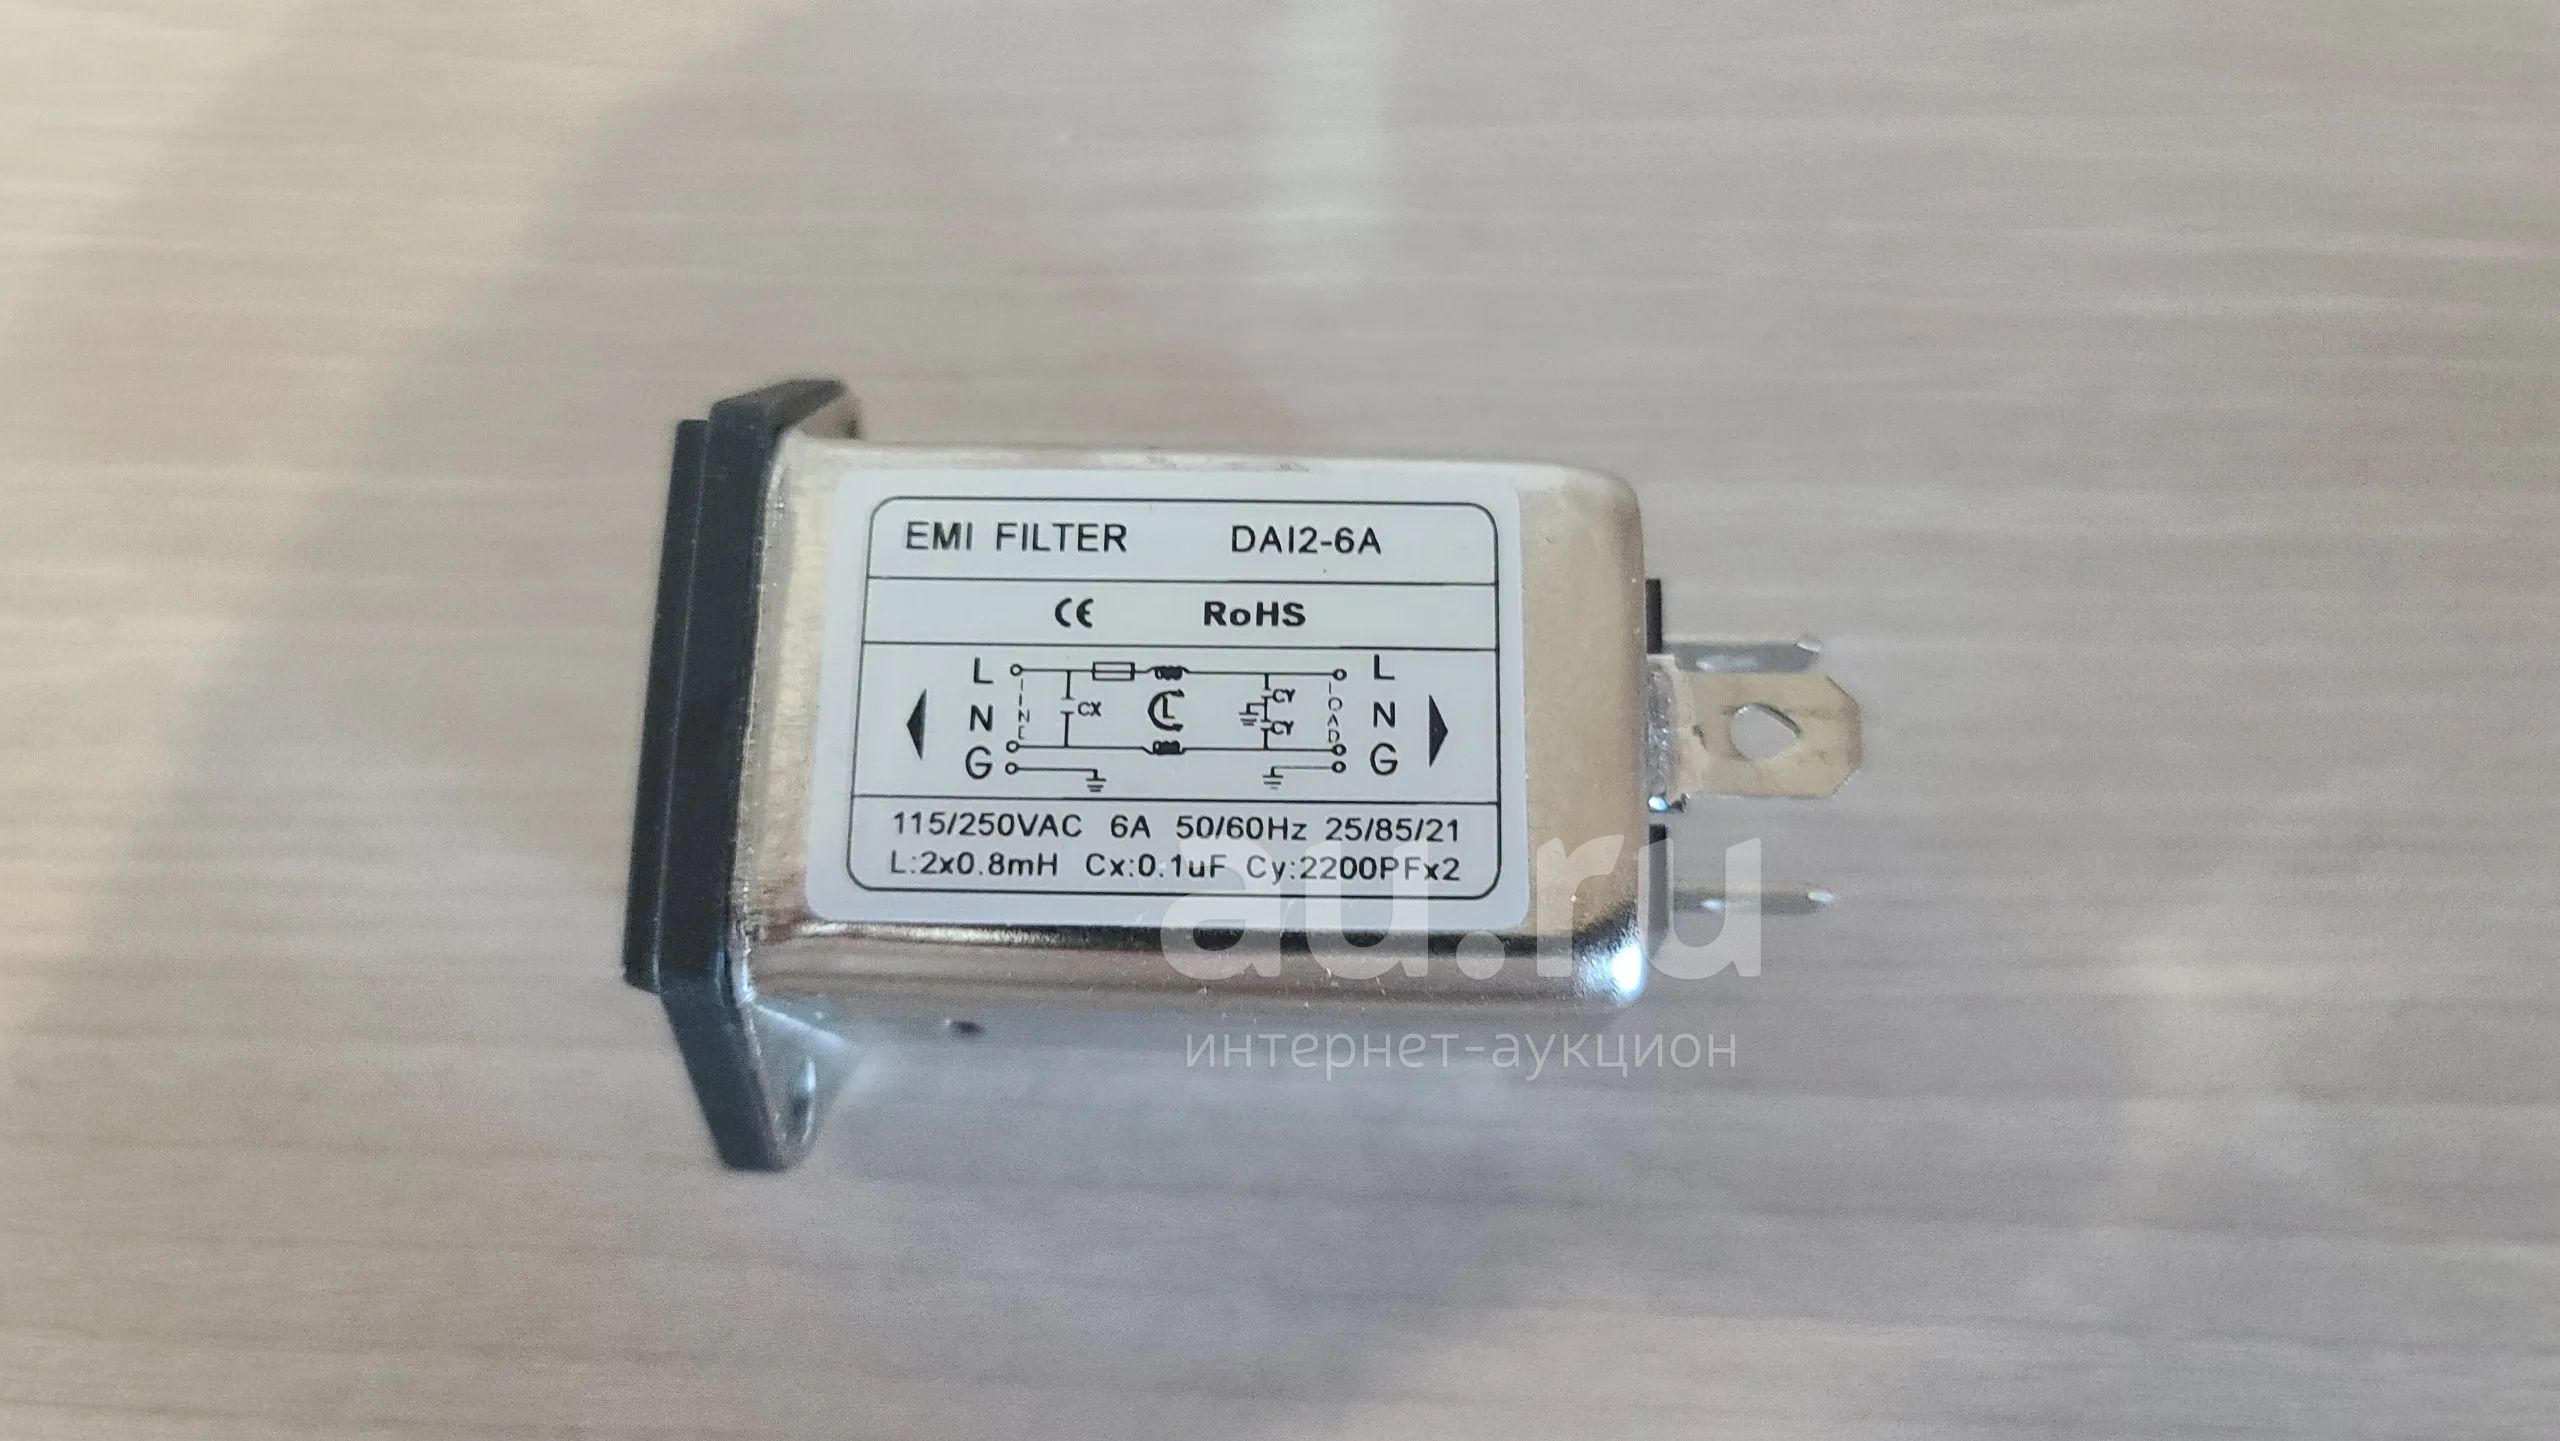 EMI FILTER DAI2-6A
CE RoHS
L L
LINE CX L CY LOAD
N N
CY
G G
115/250VAC 6A 50/60Hz 25/85/21
L:2x0.8mH Cx:0.1uF Cy:2200PFx2
au.ru
интернет-аукцион